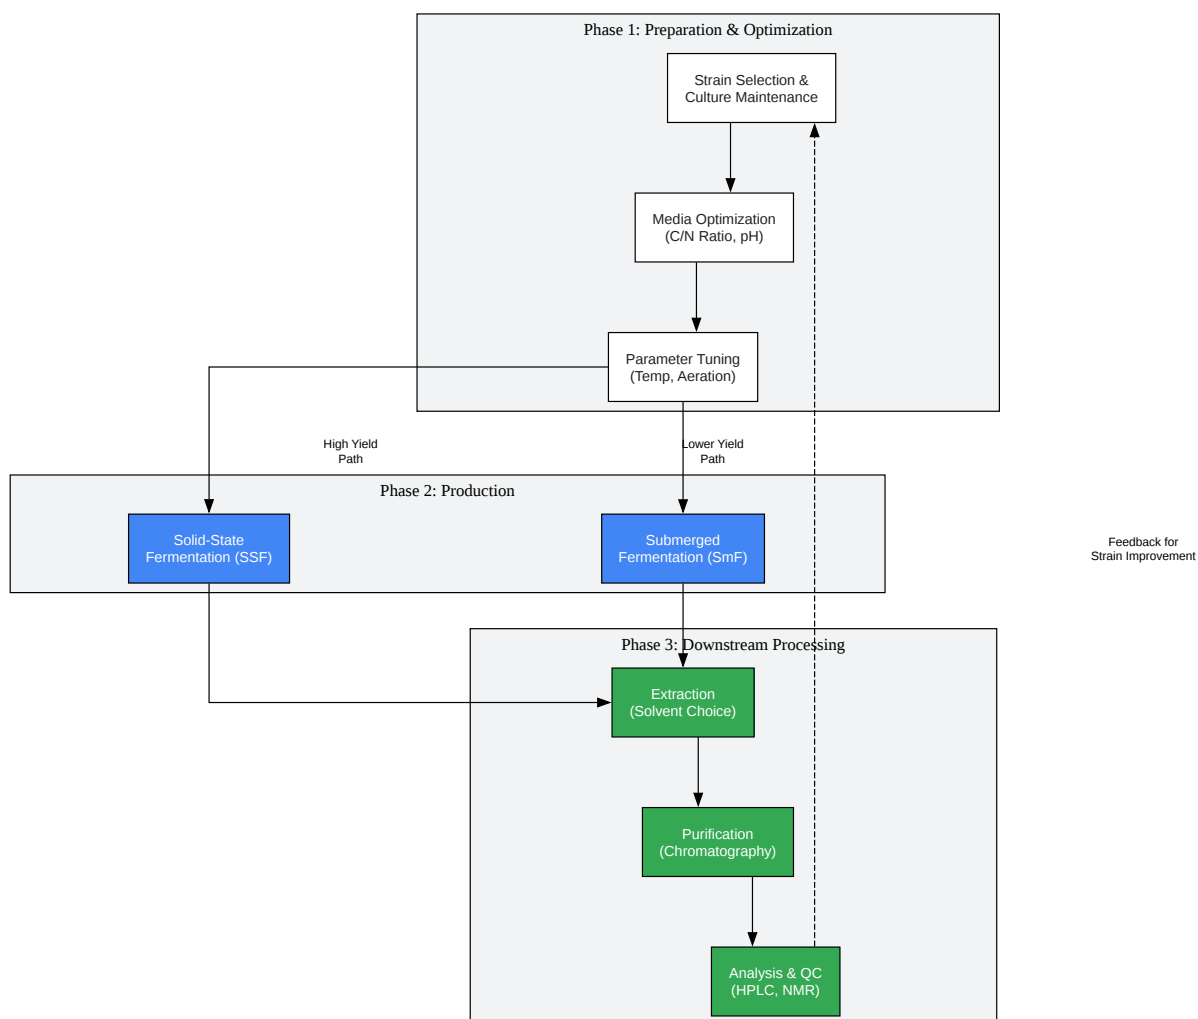 Phase 1: Preparation & Optimization
Strain Selection &
Culture Maintenance
Media Optimization
(C/N Ratio, pH)
Parameter Tuning
(Temp, Aeration)
High Yield
Path
Lower Yield
Path
Phase 2: Production
Solid-State
Fermentation (SSF)
Submerged
Fermentation (SmF)
Feedback for
Strain Improvement
Phase 3: Downstream Processing
Extraction
(Solvent Choice)
Purification
(Chromatography)
Analysis & QC
(HPLC, NMR)